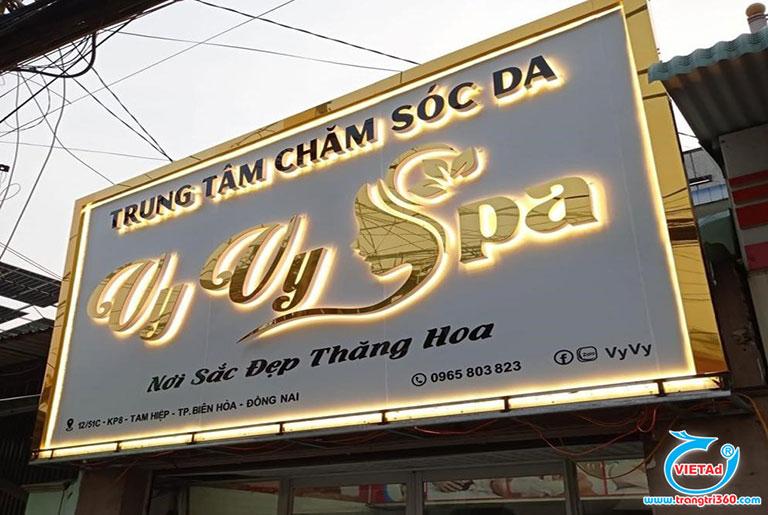 TRUNG TÂM CHĂM SÓC DA
Vy Vy Spa
Nơi Sắc Đẹp Thăng Hoa
0965 803 823
Zalo VyVy
12/51C - KP8 - TAM HIỆP - TP. BIÊN HÒA - ĐỒNG NAI
VIETAd
www.trangtri360.com